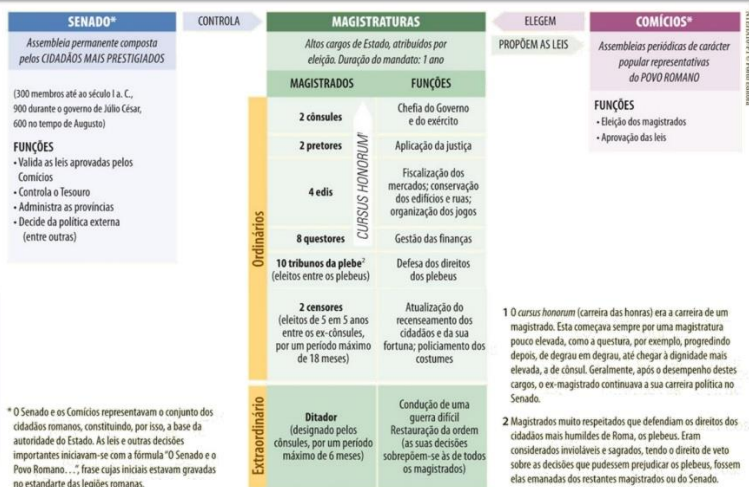 SENADO*
Assembleia permanente composta
pelos CIDADÃOS MAIS PRESTIGIADOS
(300 membros até ao século I a. C.,
900 durante o governo de Júlio César,
600 no tempo de Augusto)
FUNÇÕES
• Valida as leis aprovadas pelos
Comícios
• Controla o Tesouro
• Administra as províncias
• Decide da política externa
(entre outras)
* O Senado e os Comícios representavam o conjunto dos
cidadãos romanos, constituindo, por isso, a base da
autoridade do Estado. As leis e outras decisões
importantes iniciavam-se com a fórmula "O Senado e o
Povo Romano…", frase cujas iniciais estavam gravadas
no estandarte das legiões romanas.
CONTROLA
MAGISTRATURAS
Altos cargos de Estado, atribuídos por
eleição. Duração do mandato: 1 ano
MAGISTRADOS
FUNÇÕES
Ordinários
CURSUS HONORUM¹
2 cônsules
Chefia do Governo
e do exército
2 pretores
Aplicação da justiça
4 edis
Fiscalização dos
mercados; conservação
dos edifícios e ruas;
organização dos jogos
8 questores
Gestão das finanças
10 tribunos da plebe²
(eleitos entre os plebeus)
Defesa dos direitos
dos plebeus
2 censores
(eleitos de 5 em 5 anos
entre os ex-cônsules,
por um período máximo
de 18 meses)
Atualização do
recenseamento dos
cidadãos e da sua
fortuna; policiamento dos
costumes
Extraordinário
Ditador
(designado pelos
cônsules, por um período
máximo de 6 meses)
Condução de uma
guerra difícil
Restauração da ordem
(as suas decisões
sobrepõem-se às de todos
os magistrados)
ELEGEM
PROPÕEM AS LEIS
COMÍCIOS*
Assembleias periódicas de carácter
popular representativas
do POVO ROMANO
FUNÇÕES
• Eleição dos magistrados
• Aprovação das leis
1 O cursus honorum (carreira das honras) era a carreira de um
magistrado. Esta começava sempre por uma magistratura
pouco elevada, como a questura, por exemplo, progredindo
depois, de degrau em degrau, até chegar à dignidade mais
elevada, a de cônsul. Geralmente, após o desempenho destes
cargos, o ex-magistrado continuava a sua carreira política no
Senado.
2 Magistrados muito respeitados que defendiam os direitos dos
cidadãos mais humildes de Roma, os plebeus. Eram
considerados invioláveis e sagrados, tendo o direito de veto
sobre as decisões que pudessem prejudicar os plebeus, fossem
elas emanadas dos restantes magistrados ou do Senado.